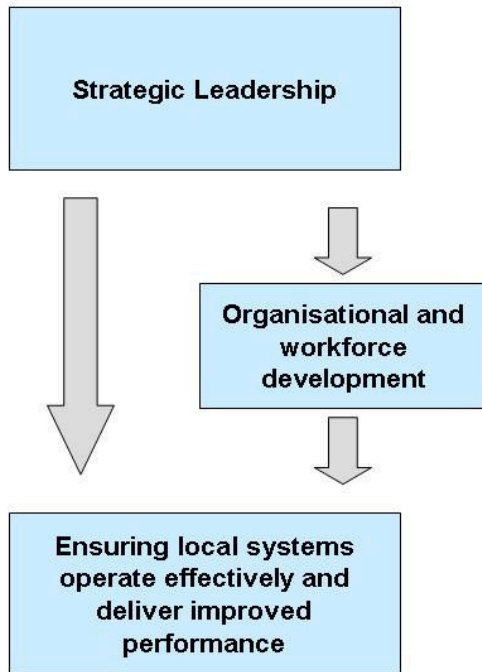 Strategic Leadership
Organisational and
workforce
development
Ensuring local systems
operate effectively and
deliver improved
performance